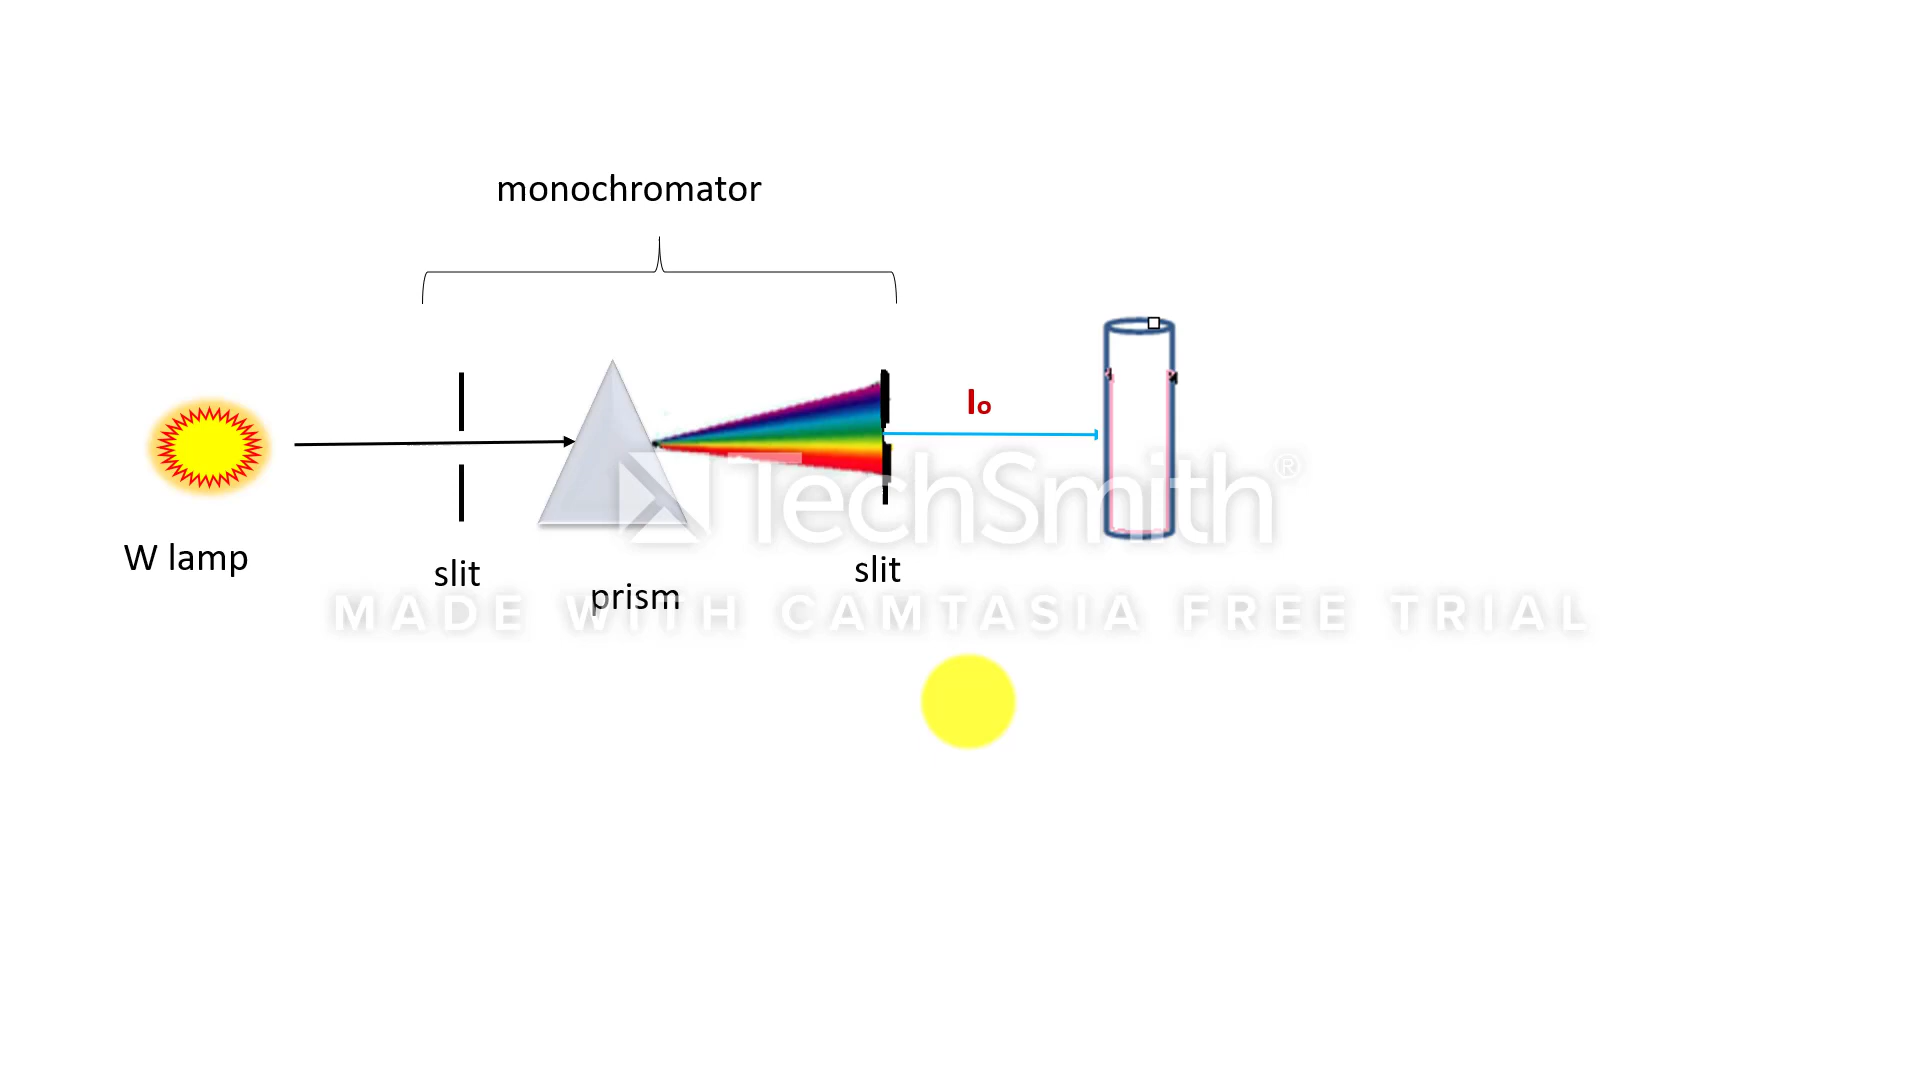 monochromator
Io
W lamp
slit
prism
slit
TechSmith®
MADE WITH CAMTASIA FREE TRIAL